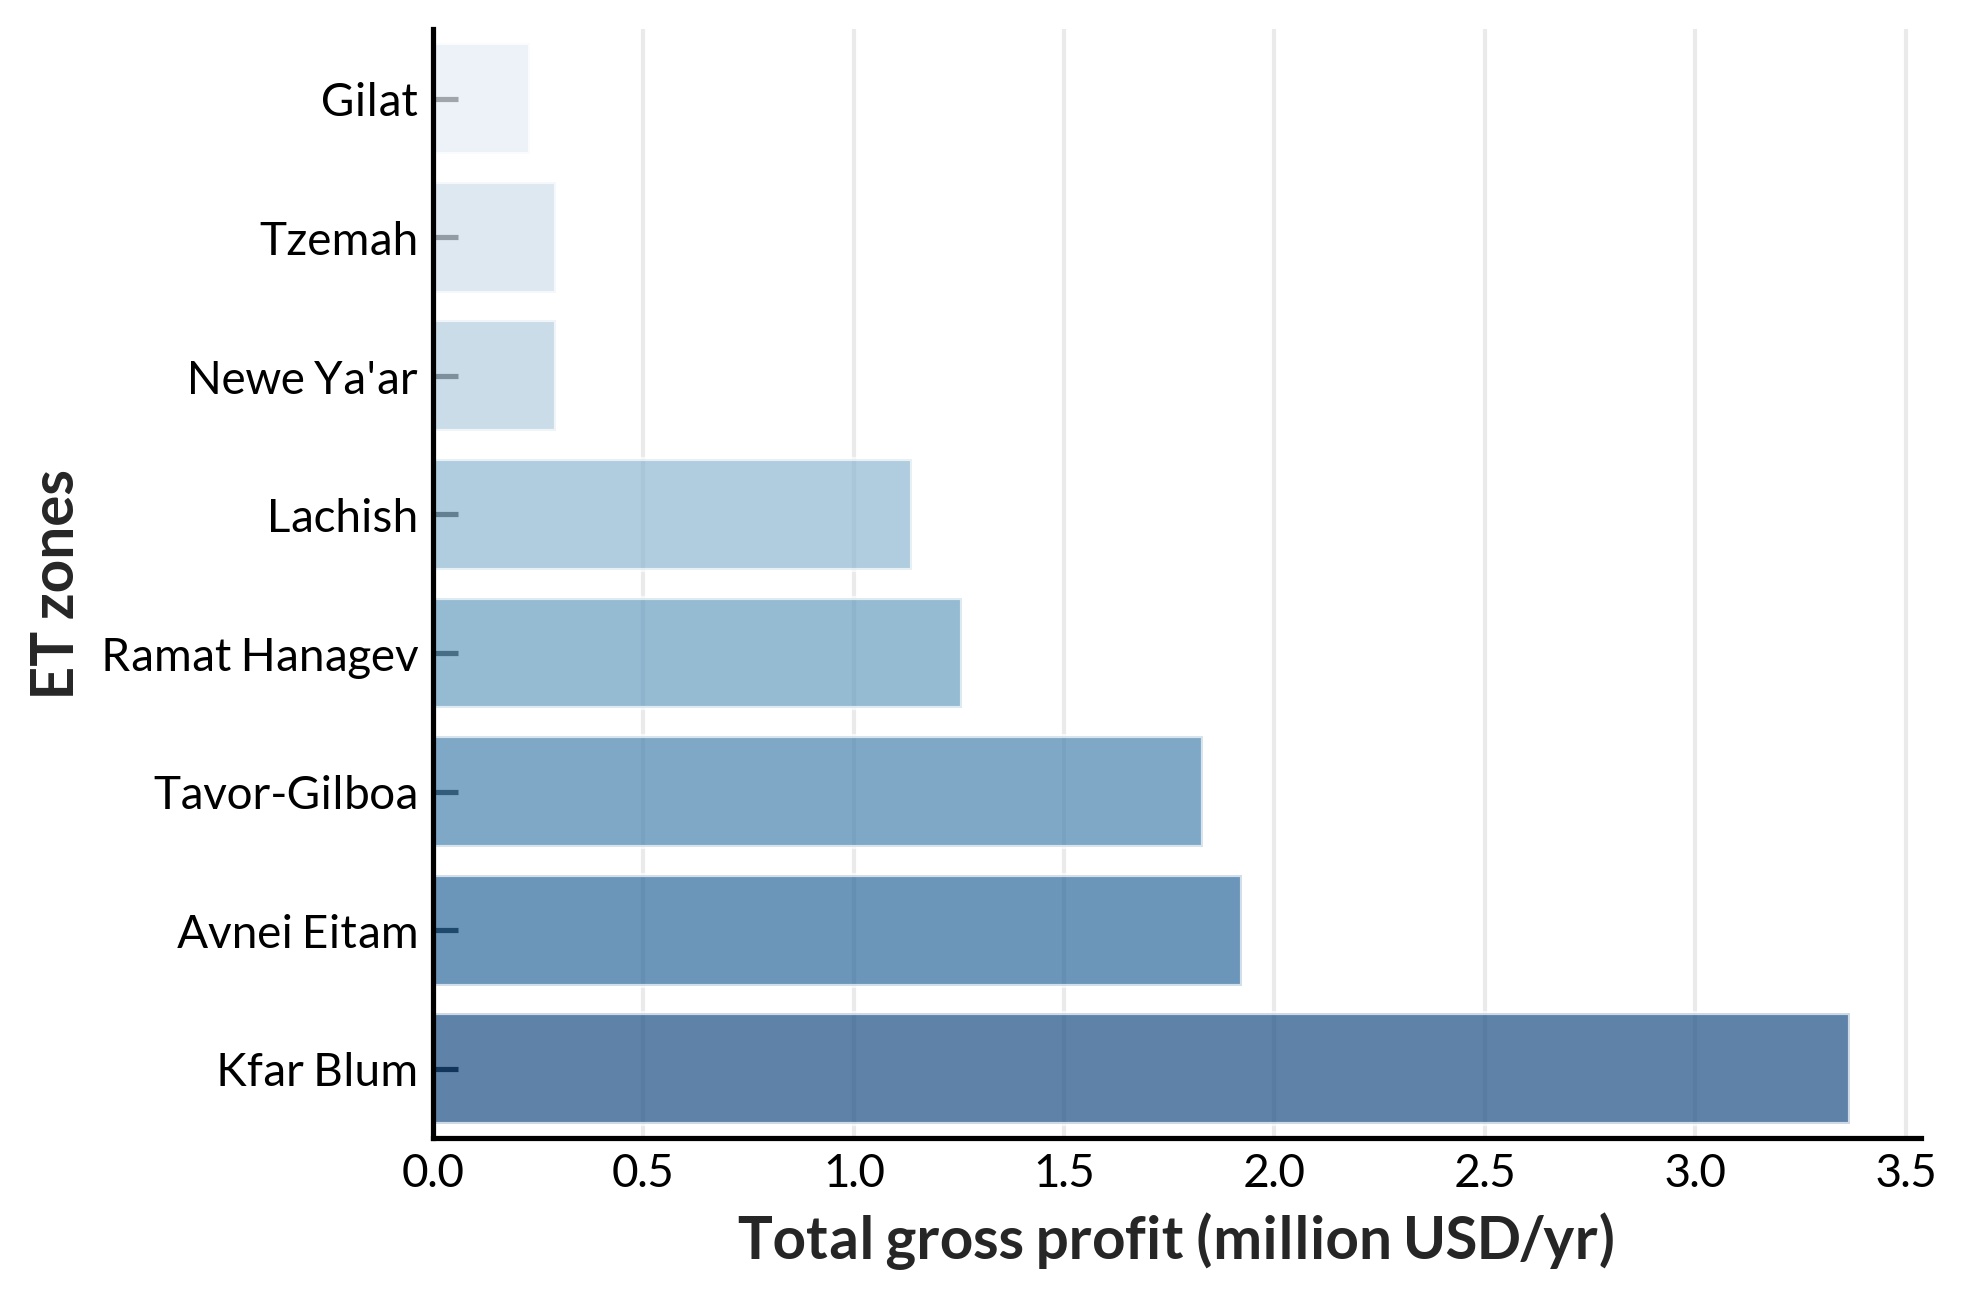 Gilat
Tzemah
Newe Ya'ar
Lachish
Ramat Hanagev
Tavor-Gilboa
Avnei Eitam
Kfar Blum
ET zones
0.0 0.5 1.0 1.5 2.0 2.5 3.0 3.5
Total gross profit (million USD/yr)